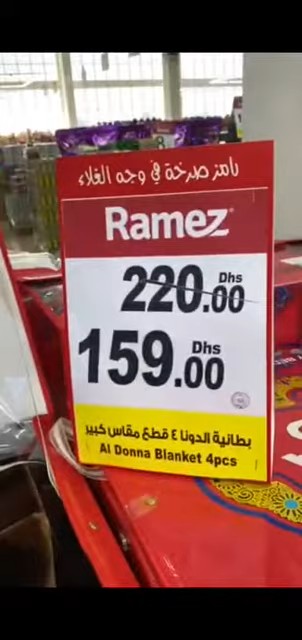 رامز صرخة في وجه الغلاء
Ramez
220.00 Dhs
159.00 Dhs
بطانية الدونا ٤ قطع مقاس كبير
Al Donna Blanket 4pcs